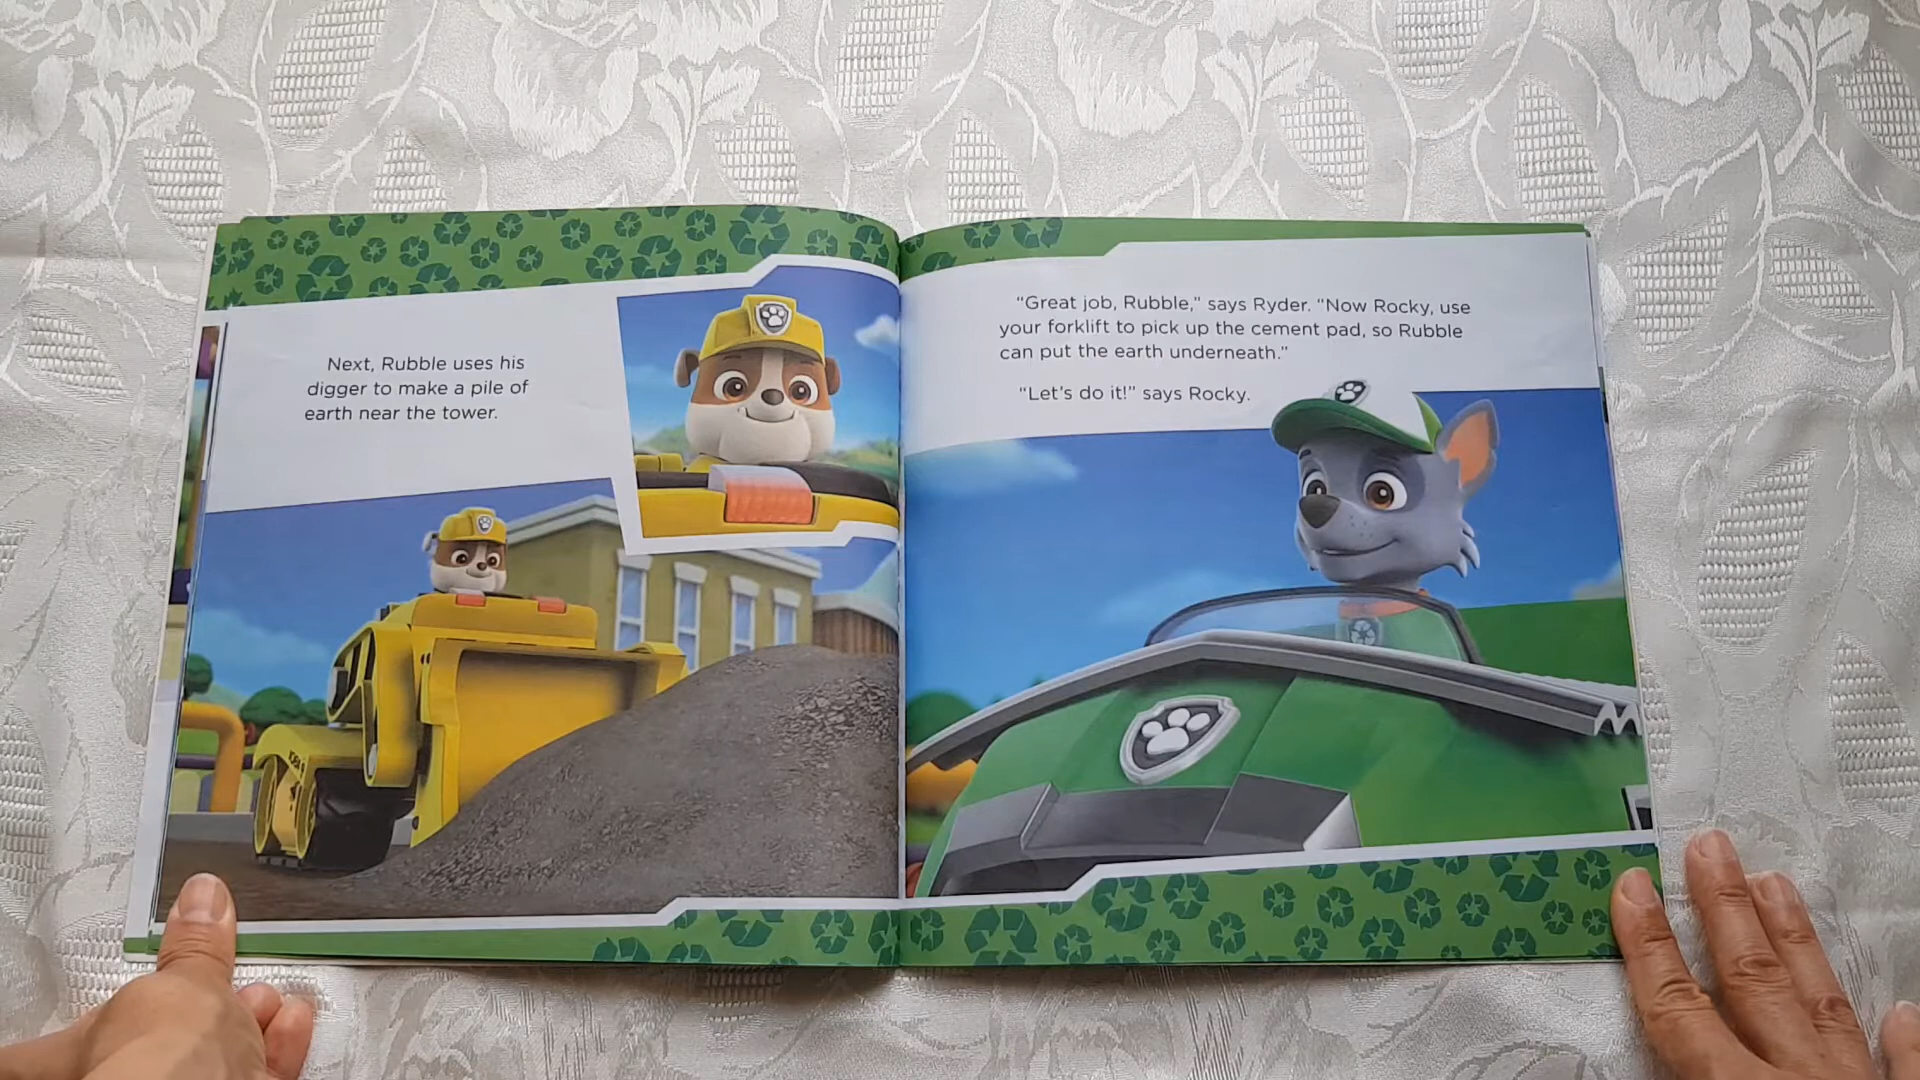 Next, Rubble uses his
digger to make a pile of
earth near the tower.
“Great job, Rubble,” says Ryder. “Now Rocky, use
your forklift to pick up the cement pad, so Rubble
can put the earth underneath.”
“Let’s do it!” says Rocky.